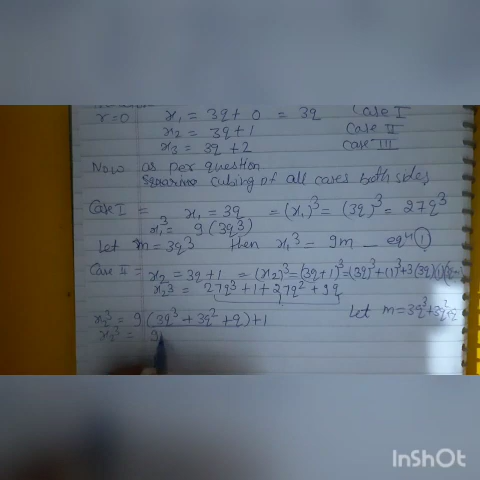 r=0 x₁ = 3q + 0 = 3q Case I
x₂ = 3q+1 Case II
x₃ = 3q+2 Case III
Now as per question
cubing of all cases both sides
Case I = x₁ = 3q = (x₁)³ = (3q)³ = 27q³
x₁³ = 9(3q³)
Let m=3q³ then x₁³ = 9m — eqⁿ ①
Case II = x₂ = 3q+1 = (x₂)³ = (3q+1)³ = (3q)³+(1)³+3(3q)(1)
x₂³ = 27q³+1+27q²+9q
x₂³ = 9(3q³+3q²+q)+1 Let m=3q³+3q²+q
x₂³ = 9
InShOt